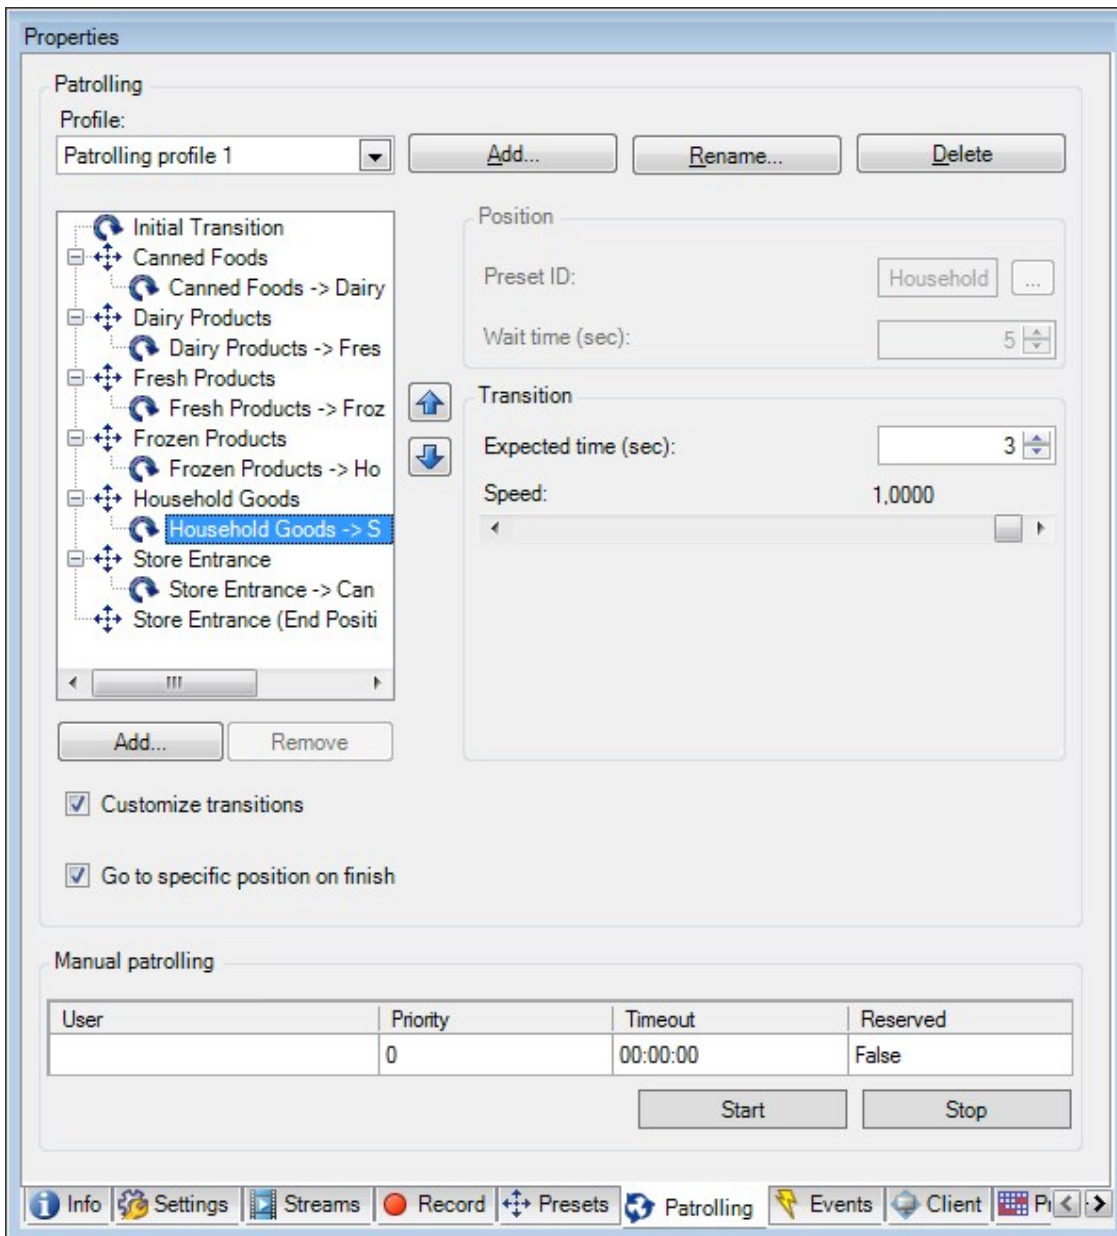 Properties
Patrolling
Profile:
Patrolling profile 1
Add...
Rename...
Delete
Initial Transition
Canned Foods
Canned Foods -> Dairy
Dairy Products
Dairy Products -> Fres
Fresh Products
Fresh Products -> Froz
Frozen Products
Frozen Products -> Ho
Household Goods
Household Goods -> S
Store Entrance
Store Entrance -> Can
Store Entrance (End Positi
Add...
Remove
Position
Preset ID:
Household
...
Wait time (sec):
5
Transition
Expected time (sec):
3
Speed:
1,0000
Customize transitions
Go to specific position on finish
Manual patrolling
User Priority Timeout Reserved
0 00:00:00 False
Start
Stop
Info Settings Streams Record Presets Patrolling Events Client